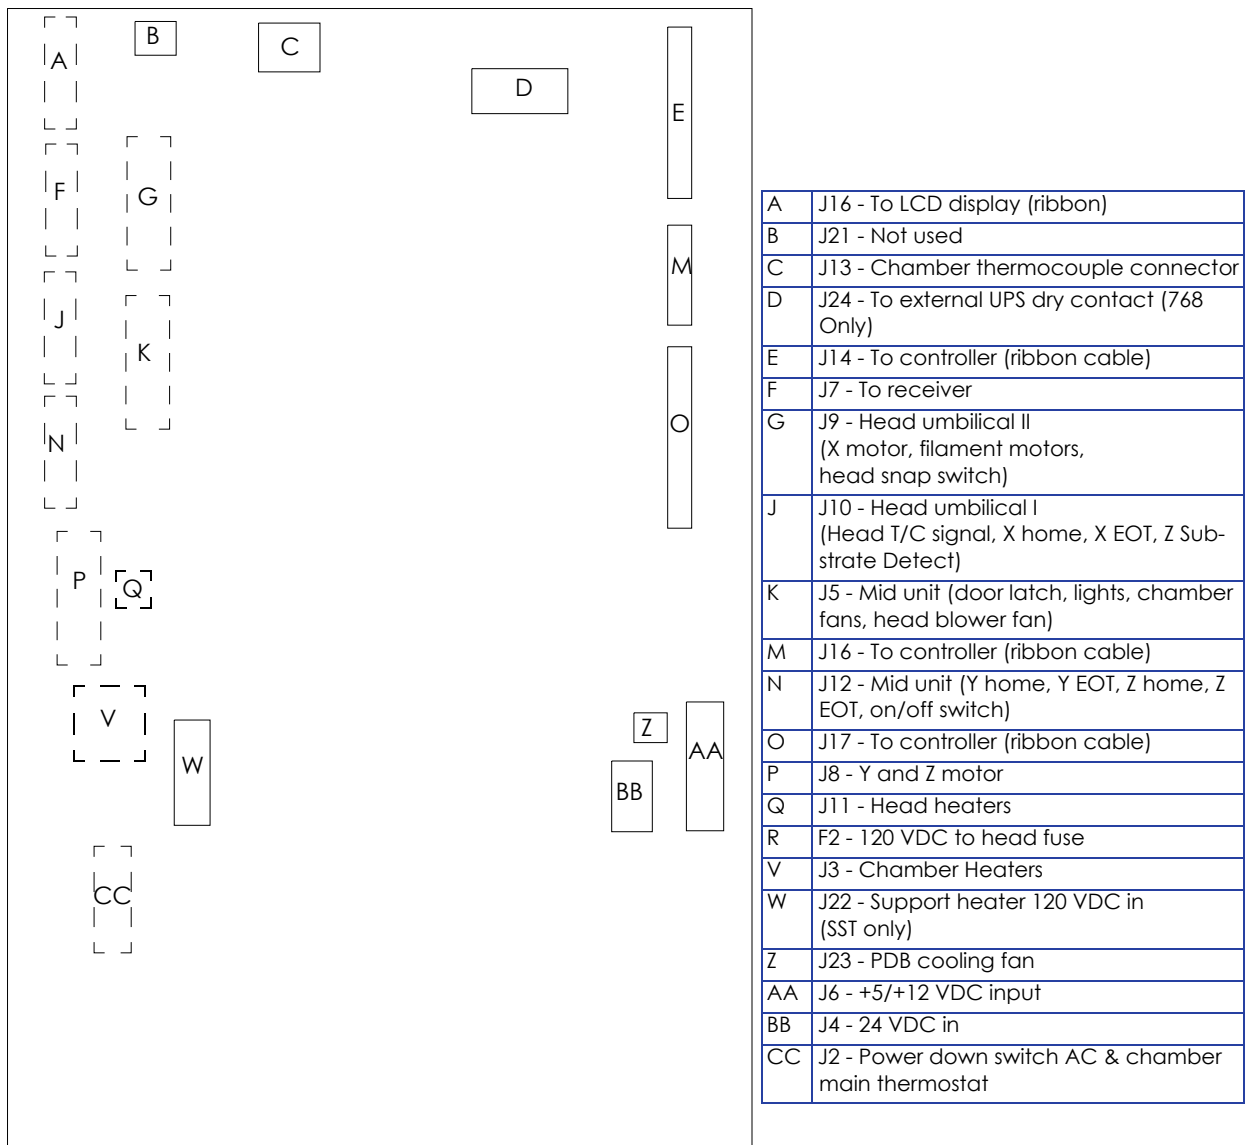 A
B
C
D
E
F
G
M
J
K
O
N
P
Q
V
Z
AA
W
BB
CC
A J16 - To LCD display (ribbon)
B J21 - Not used
C J13 - Chamber thermocouple connector
D J24 - To external UPS dry contact (768
Only)
E J14 - To controller (ribbon cable)
F J7 - To receiver
G J9 - Head umbilical II
(X motor, filament motors,
head snap switch)
J J10 - Head umbilical I
(Head T/C signal, X home, X EOT, Z Sub-
strate Detect)
K J5 - Mid unit (door latch, lights, chamber
fans, head blower fan)
M J16 - To controller (ribbon cable)
N J12 - Mid unit (Y home, Y EOT, Z home, Z
EOT, on/off switch)
O J17 - To controller (ribbon cable)
P J8 - Y and Z motor
Q J11 - Head heaters
R F2 - 120 VDC to head fuse
V J3 - Chamber Heaters
W J22 - Support heater 120 VDC in
(SST only)
Z J23 - PDB cooling fan
AA J6 - +5/+12 VDC input
BB J4 - 24 VDC in
CC J2 - Power down switch AC & chamber
main thermostat